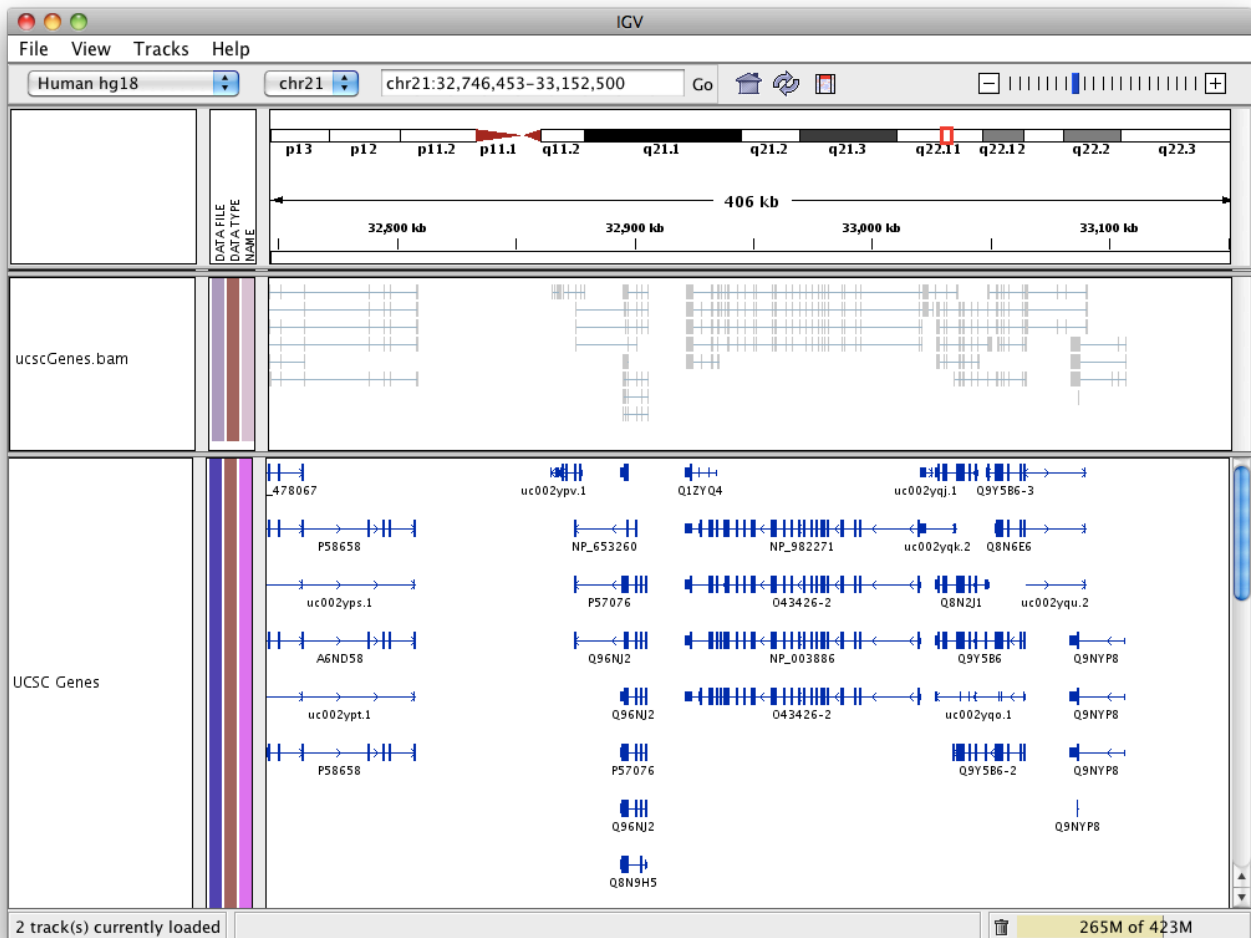 IGV
File View Tracks Help
Human hg18 chr21 chr21:32,746,453-33,152,500 Go
p13 p12 p11.2 p11.1 q11.2 q21.1 q21.2 q21.3 q22.11 q22.12 q22.2 q22.3
DATA FILE
DATA TYPE
NAME
406 kb
32,800 kb 32,900 kb 33,000 kb 33,100 kb
ucscGenes.bam
UCSC Genes
_478067 uc002ypv.1 Q1ZYQ4 uc002yqj.1 Q9Y5B6-3
P58658 NP_653260 NP_982271 uc002yqk.2 Q8N6E6
uc002yps.1 P57076 O43426-2 Q8N2J1 uc002yqu.2
A6ND58 Q96NJ2 NP_003886 Q9Y5B6 Q9NYP8
uc002ypt.1 Q96NJ2 O43426-2 uc002yqo.1 Q9NYP8
P58658 P57076 Q9Y5B6-2 Q9NYP8
Q96NJ2 Q9NYP8
Q8N9H5
2 track(s) currently loaded 265M of 423M